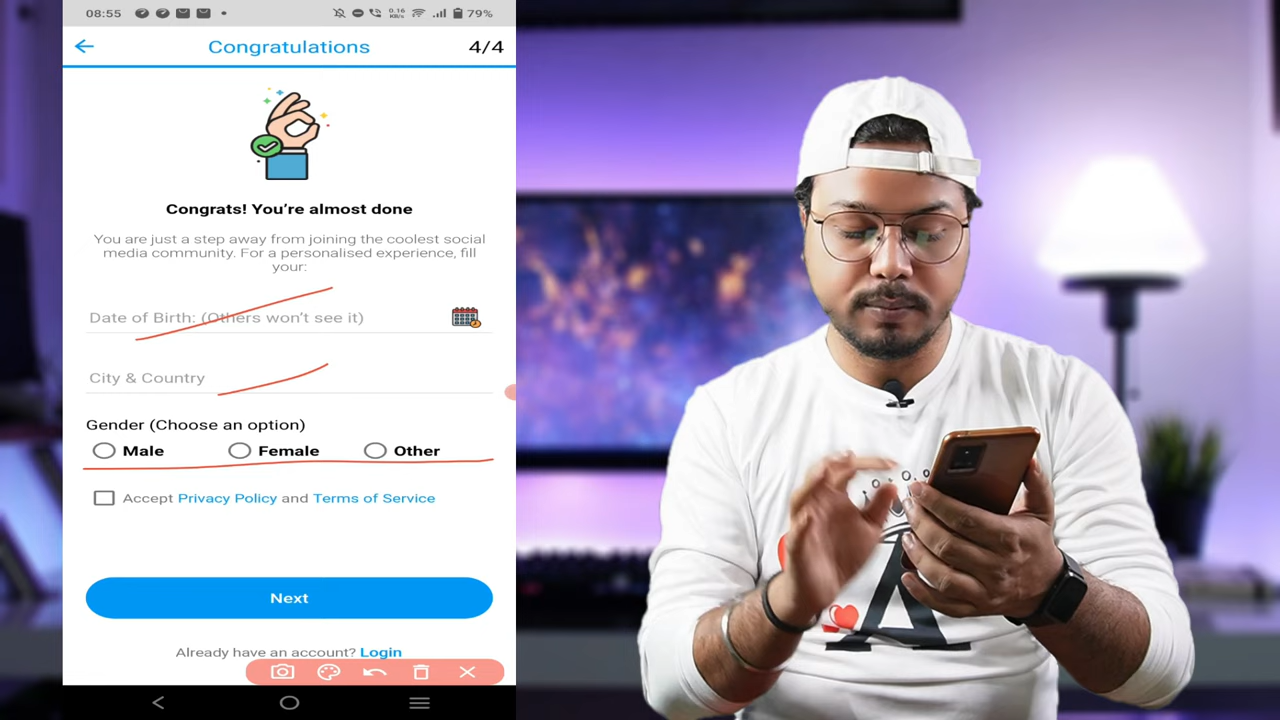 08:55
0.16
KB/s
79%
Congratulations
4/4
Congrats! You're almost done
You are just a step away from joining the coolest social
media community. For a personalised experience, fill
your:
Date of Birth: (Others won't see it)
City & Country
Gender (Choose an option)
Male Female Other
Accept Privacy Policy and Terms of Service
Next
Already have an account? Login
A